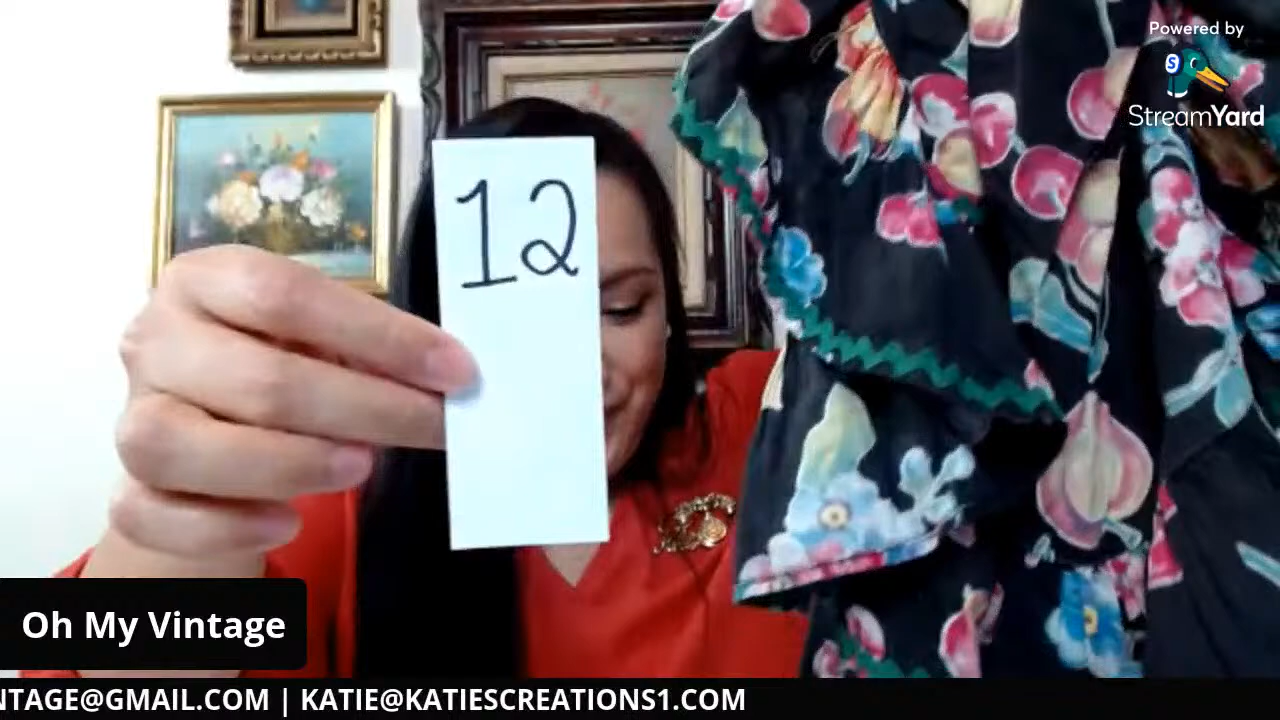 Powered by
StreamYard
12
Oh My Vintage
NTAGE@GMAIL.COM | KATIE@KATIESCREATIONS1.COM